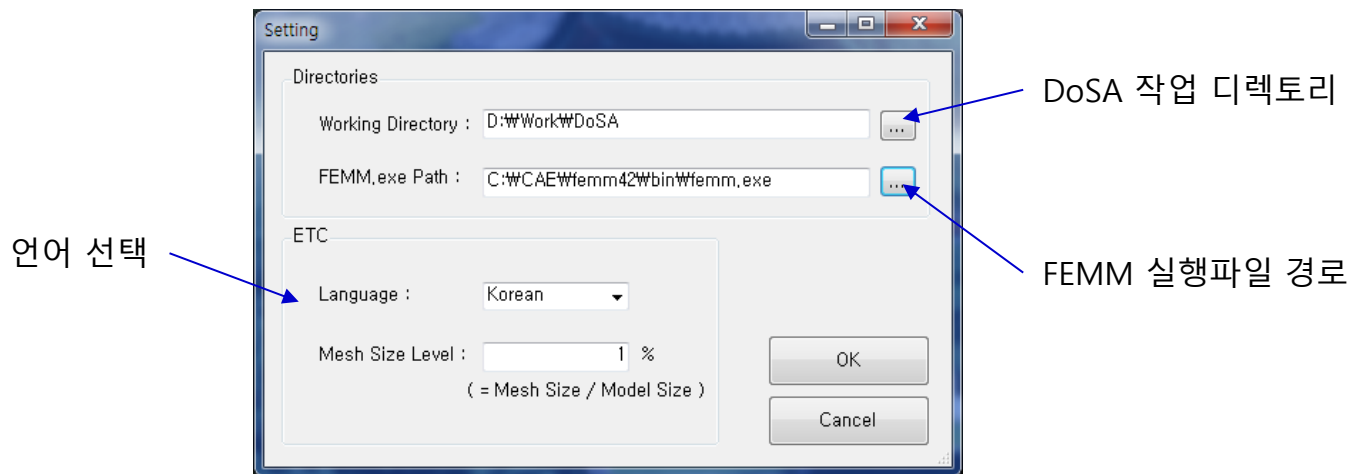 Setting
Directories
Working Directory : D:₩Work₩DoSA ...
FEMM.exe Path : C:₩CAE₩femm42₩bin₩femm.exe ...
ETC
Language : Korean
Mesh Size Level : 1 %
( = Mesh Size / Model Size )
OK
Cancel
DoSA 작업 디렉토리
FEMM 실행파일 경로
언어 선택